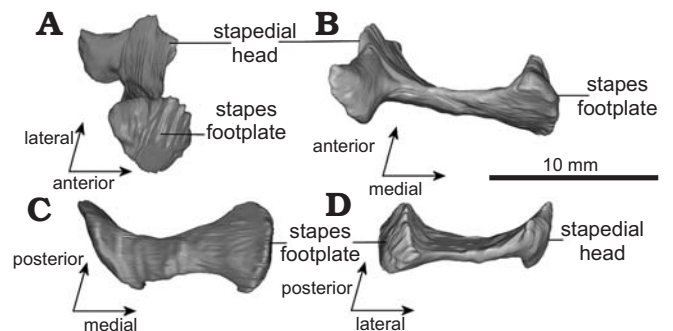 A
stapedial
head
B
stapes
footplate
stapes
footplate
lateral
anterior
anterior
medial
10 mm
C
D
stapes
footplate
stapedial
head
posterior
medial
posterior
lateral